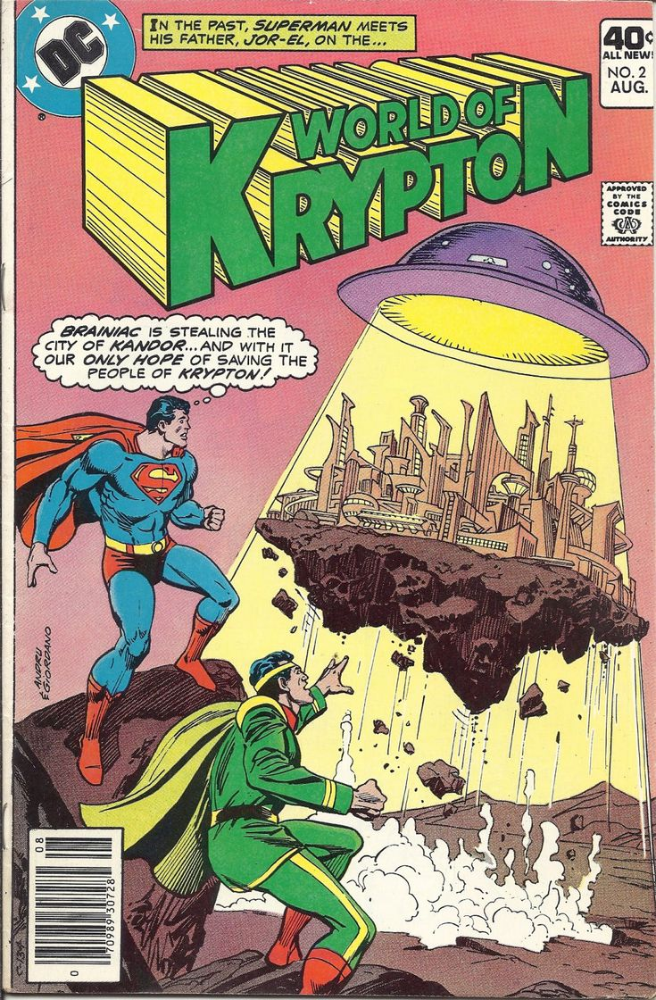 DC
®
IN THE PAST, SUPERMAN MEETS
HIS FATHER, JOR-EL, ON THE...
40¢
ALL NEW!
NO. 2
AUG.
WORLD OF
KRYPTON
APPROVED
BY THE
COMICS
CODE
CA
AUTHORITY
BRAINIAC IS STEALING THE
CITY OF KANDOR...AND WITH IT
OUR ONLY HOPE OF SAVING THE
PEOPLE OF KRYPTON!
S
ANDRU
&GIORDANO
08
0
70989 30728
C-134